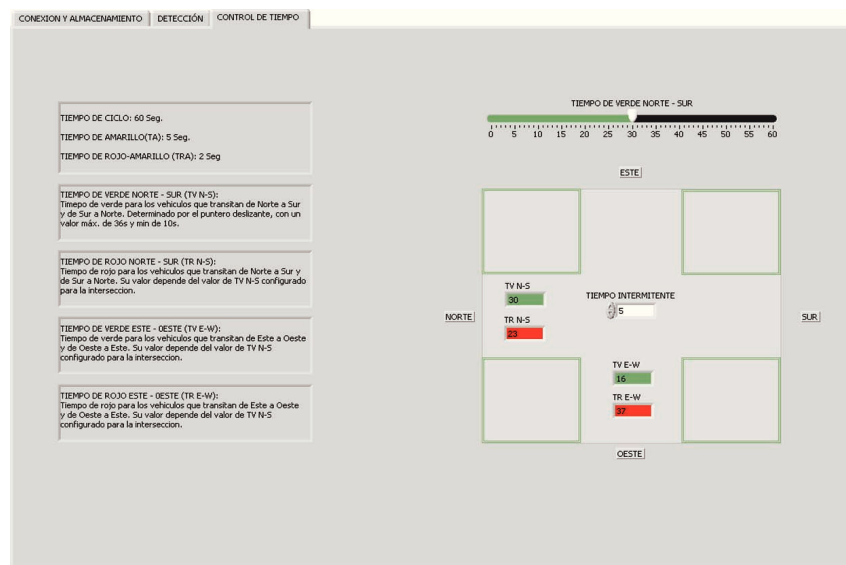 CONEXION Y ALMACENAMIENTO
DETECCIÓN
CONTROL DE TIEMPO
TIEMPO DE CICLO: 60 Seg.
TIEMPO DE AMARILLO(TA): 5 Seg.
TIEMPO DE ROJO-AMARILLO (TRA): 2 Seg
TIEMPO DE VERDE NORTE - SUR (TV N-S):
Timepo de verde para los vehiculos que transitan de Norte a Sur
y de Sur a Norte. Determinado por el puntero deslizante, con un
valor máx. de 36s y min de 10s.
TIEMPO DE ROJO NORTE - SUR (TR N-S):
Tiempo de rojo para los vehiculos que transitan de Norte a Sur y
de Sur a Norte. Su valor depende del valor de TV N-S configurado
para la interseccion.
TIEMPO DE VERDE ESTE - 0ESTE (TV E-W):
Tiempo de verde para los vehiculos que transitan de Este a Oeste
y de Oeste a Este. Su valor depende del valor de TV N-S
configurado para la interseccion.
TIEMPO DE ROJO ESTE - 0ESTE (TR E-W):
Tiempo de rojo para los vehiculos que transitan de Este a Oeste
y de Oeste a Este. Su valor depende del valor de TV N-S
configurado para la interseccion.
TIEMPO DE VERDE NORTE - SUR
0 5 10 15 20 25 30 35 40 45 50 55 60
ESTE
TV N-S
30
TIEMPO INTERMITENTE
5
NORTE
TR N-S
23
SUR
TV E-W
16
TR E-W
37
OESTE